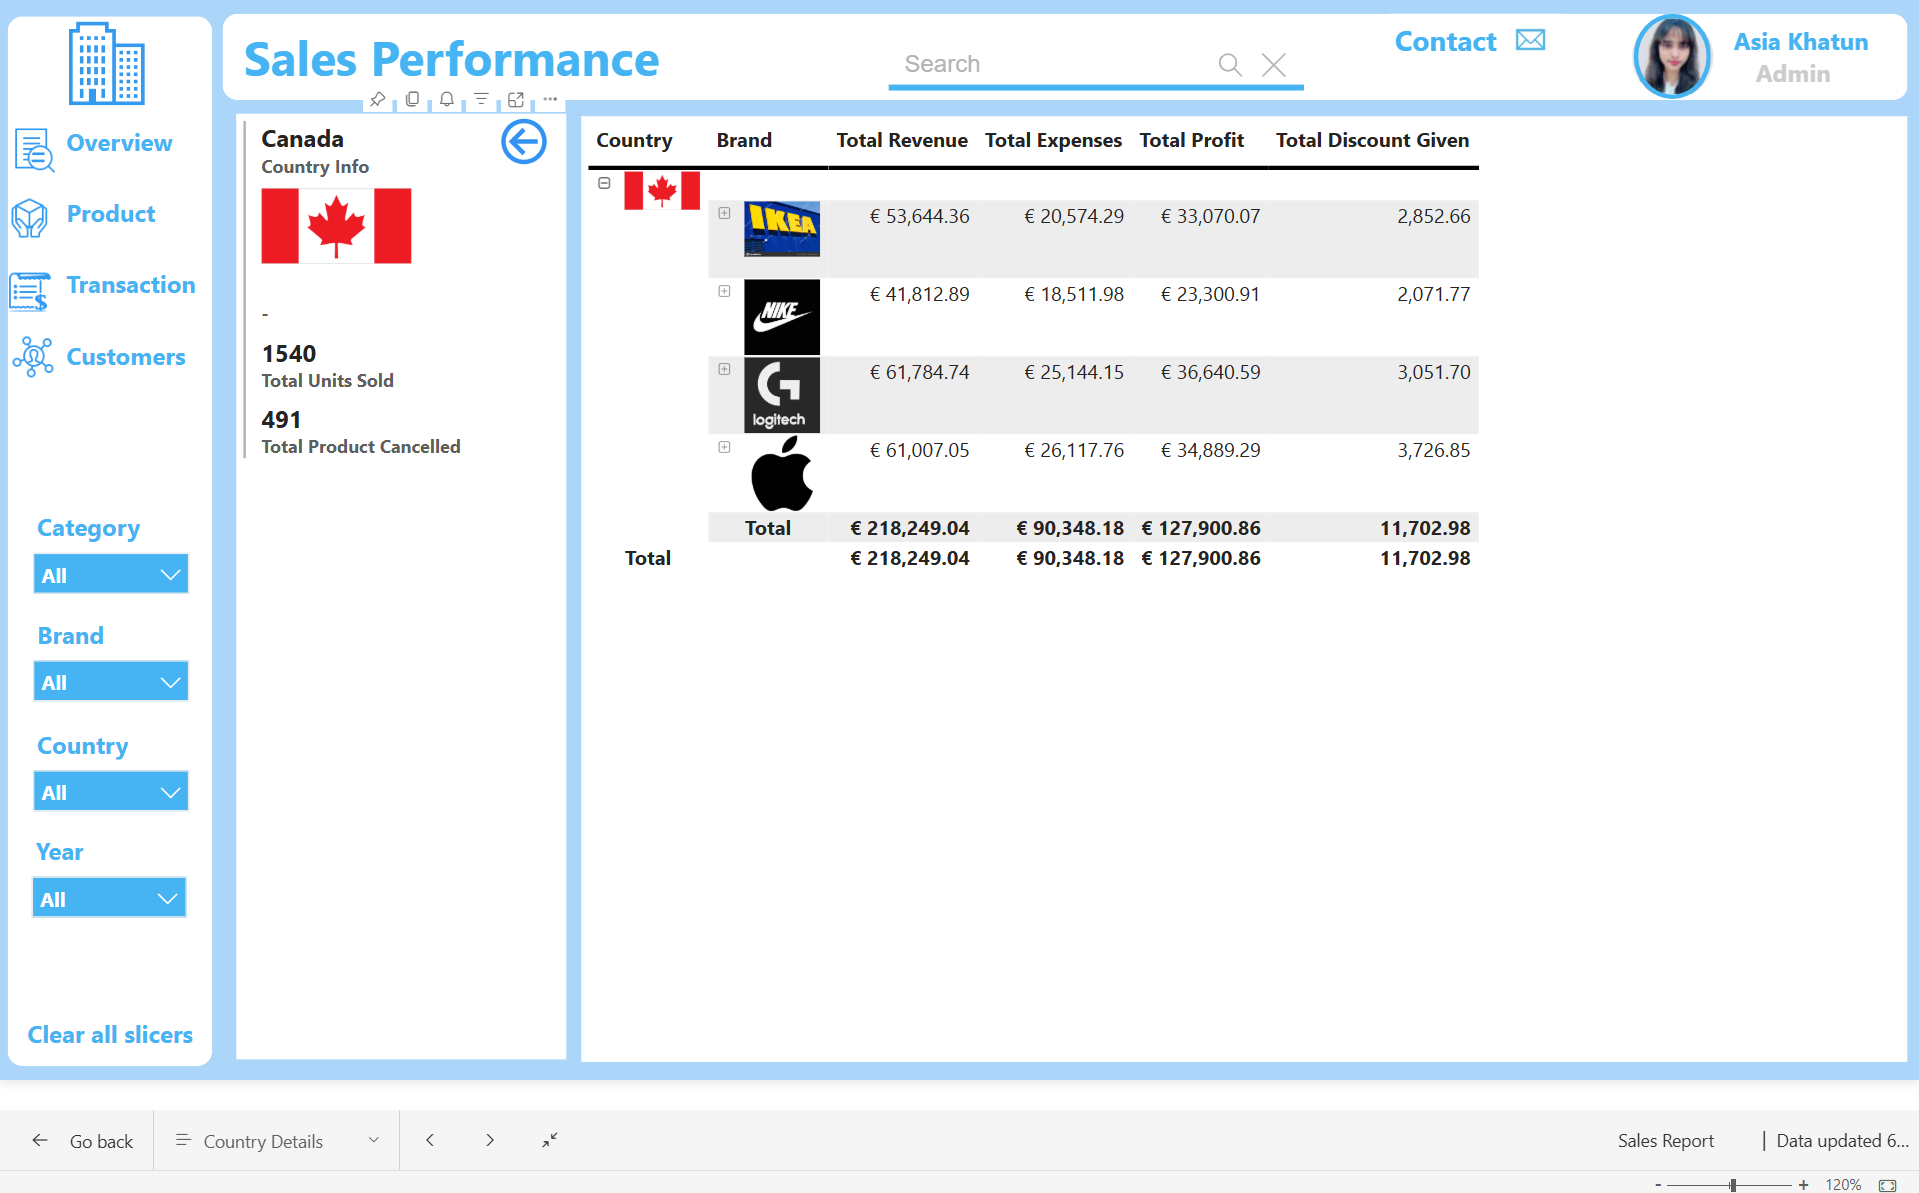 Sales Performance
Search
Contact
Asia Khatun
Admin
Overview
Product
Transaction
Customers
Category
All
Brand
All
Country
All
Year
All
Clear all slicers
Canada
Country Info
-
1540
Total Units Sold
491
Total Product Cancelled
Country Brand Total Revenue Total Expenses Total Profit Total Discount Given
IKEA € 53,644.36 € 20,574.29 € 33,070.07 2,852.66
NIKE € 41,812.89 € 18,511.98 € 23,300.91 2,071.77
logitech € 61,784.74 € 25,144.15 € 36,640.59 3,051.70
€ 61,007.05 € 26,117.76 € 34,889.29 3,726.85
Total € 218,249.04 € 90,348.18 € 127,900.86 11,702.98
Total € 218,249.04 € 90,348.18 € 127,900.86 11,702.98
Go back
Country Details
Sales Report | Data updated 6...
- + 120%